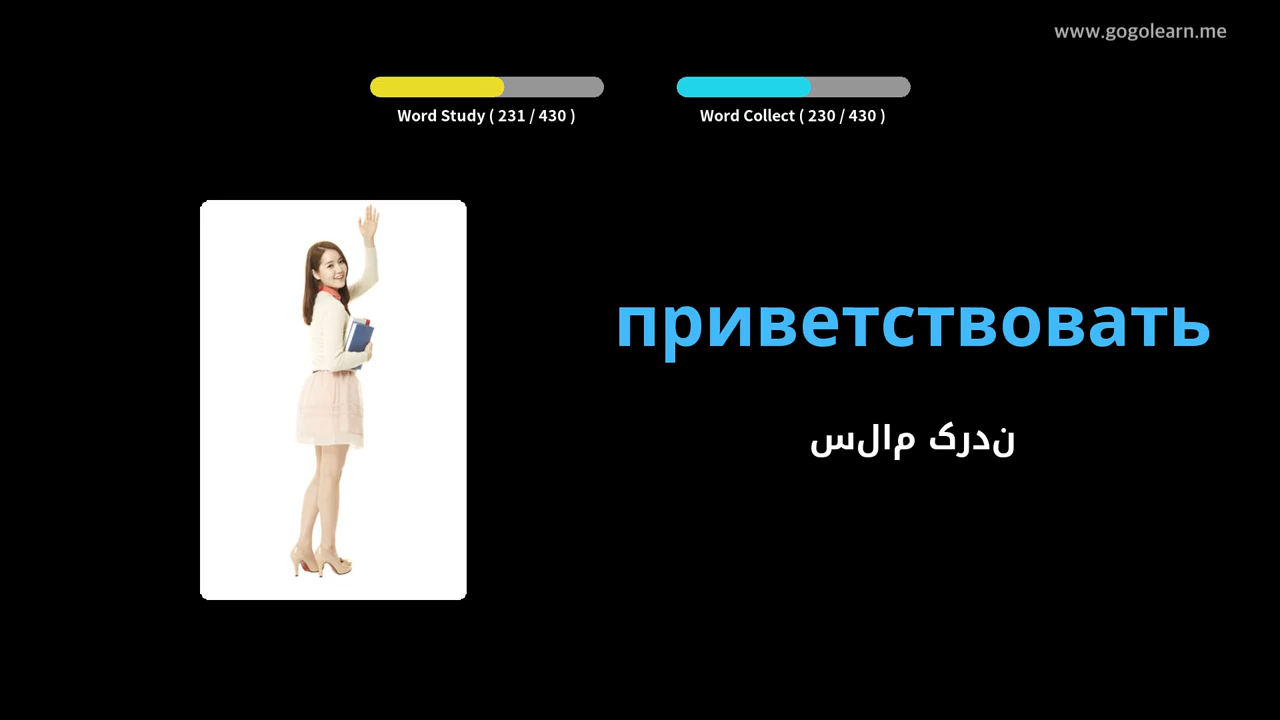 www.gogolearn.me
Word Study ( 231 / 430 )
Word Collect ( 230 / 430 )
приветствовать
ندرک مالس